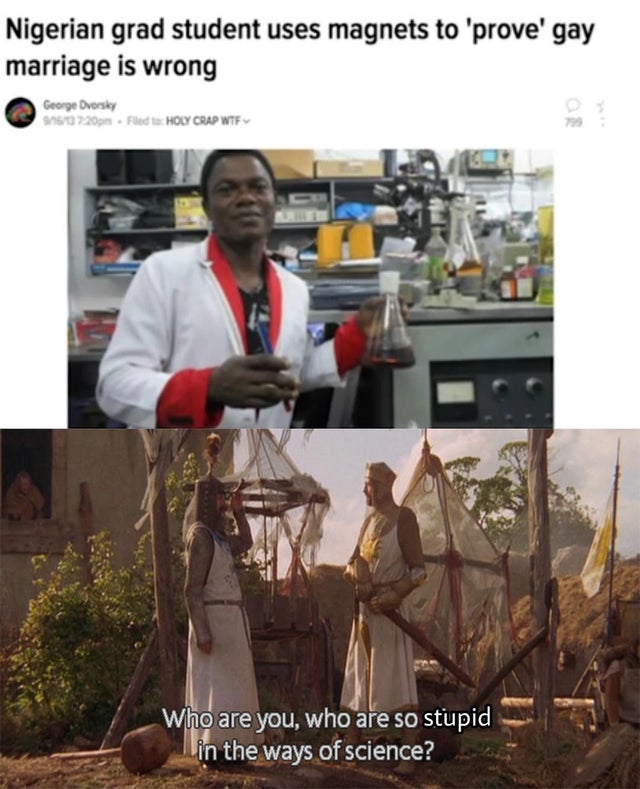 Nigerian grad student uses magnets to 'prove' gay
marriage is wrong
George Dvorsky
9/16/13 7:20pm • Filed to: HOLY CRAP WTF
799
Who are you, who are so stupid
in the ways of science?